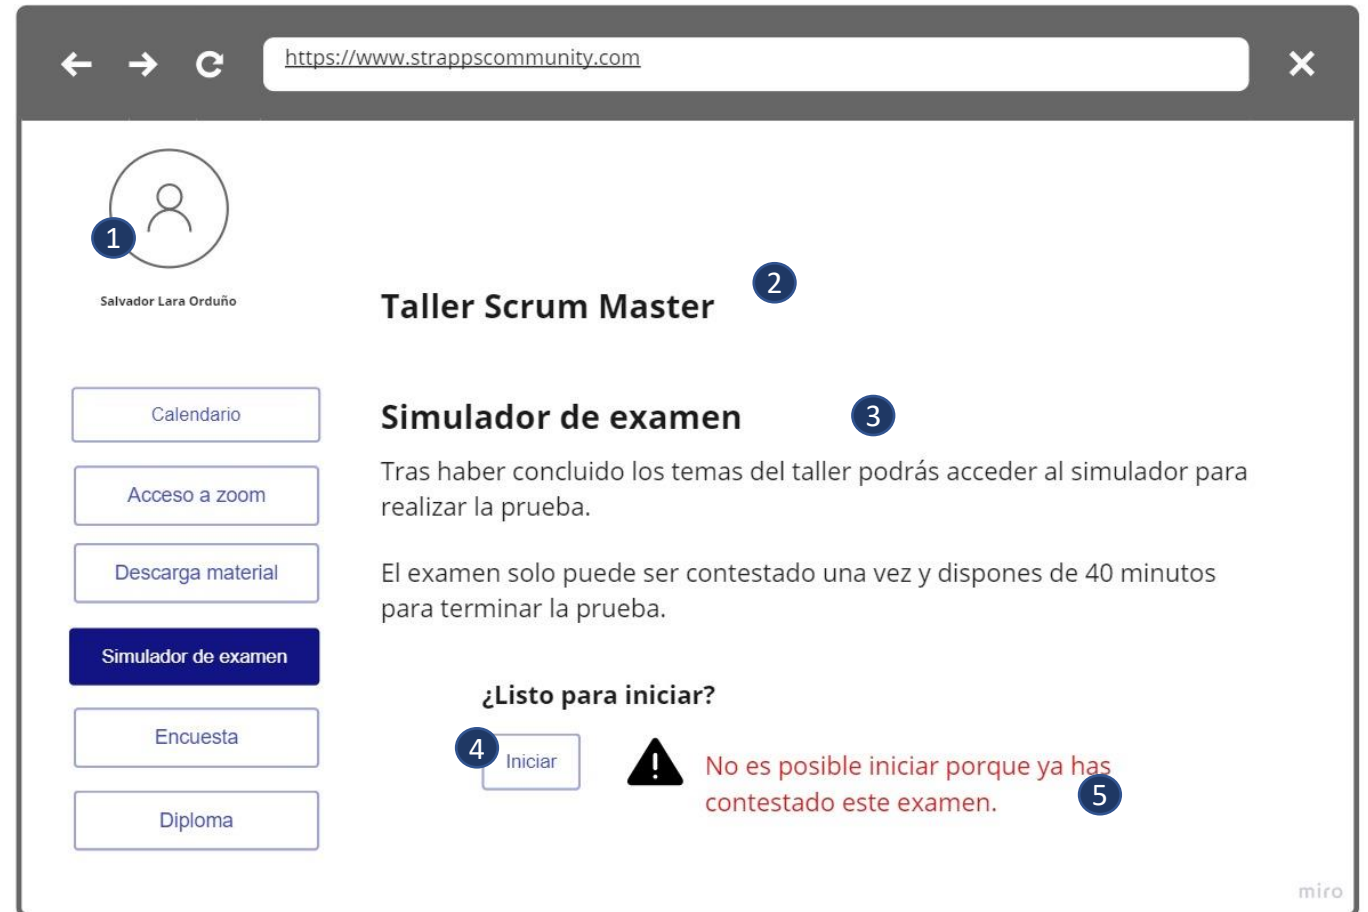 https://www.strappscommunity.com
1
Salvador Lara Orduño
2
Taller Scrum Master
Calendario
Acceso a zoom
Descarga material
Simulador de examen
Encuesta
Diploma
Simulador de examen
3
Tras haber concluido los temas del taller podrás acceder al simulador para
realizar la prueba.
El examen solo puede ser contestado una vez y dispones de 40 minutos
para terminar la prueba.
¿Listo para iniciar?
4
Iniciar
!
No es posible iniciar porque ya has
contestado este examen.
5
miro